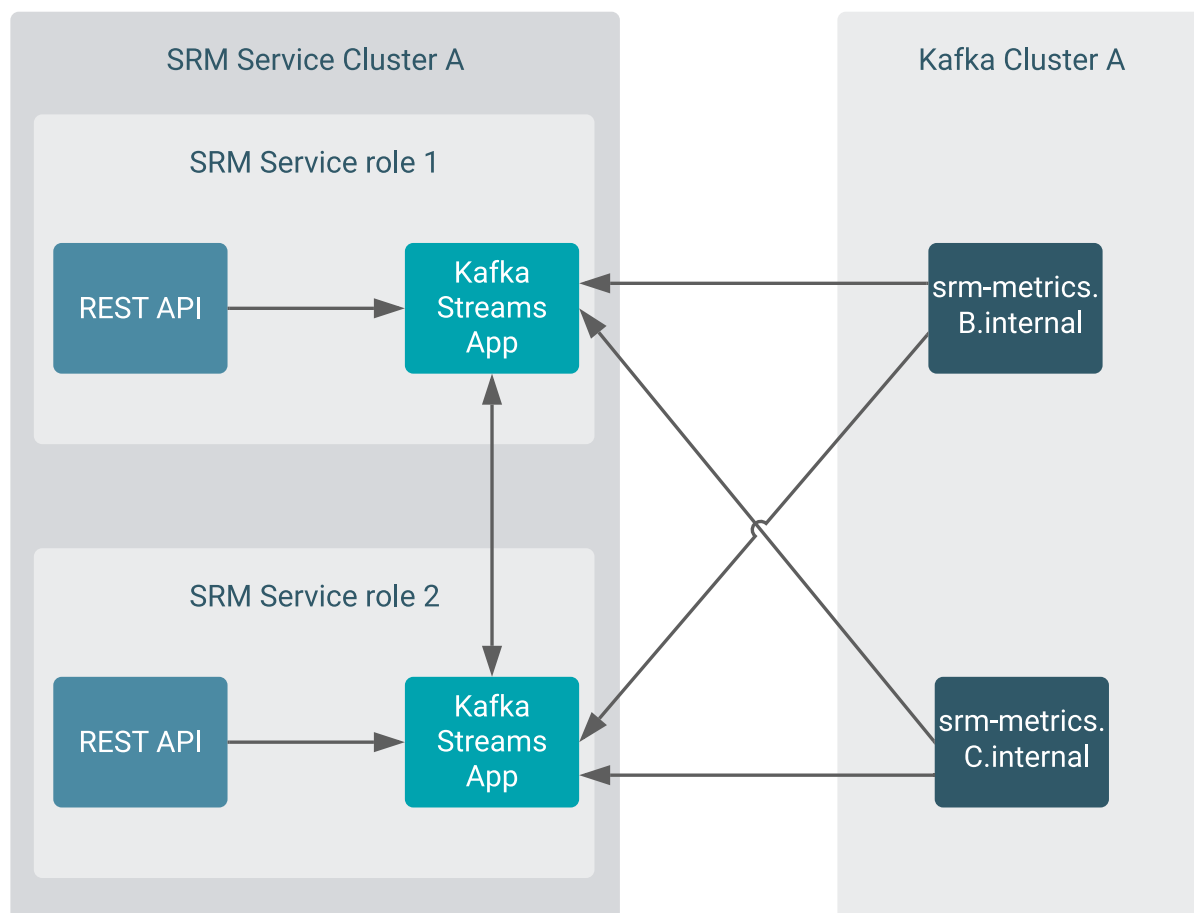 SRM Service Cluster A
Kafka Cluster A
SRM Service role 1
REST API
Kafka
Streams
App
srm-metrics.
B.internal
SRM Service role 2
REST API
Kafka
Streams
App
srm-metrics.
C.internal